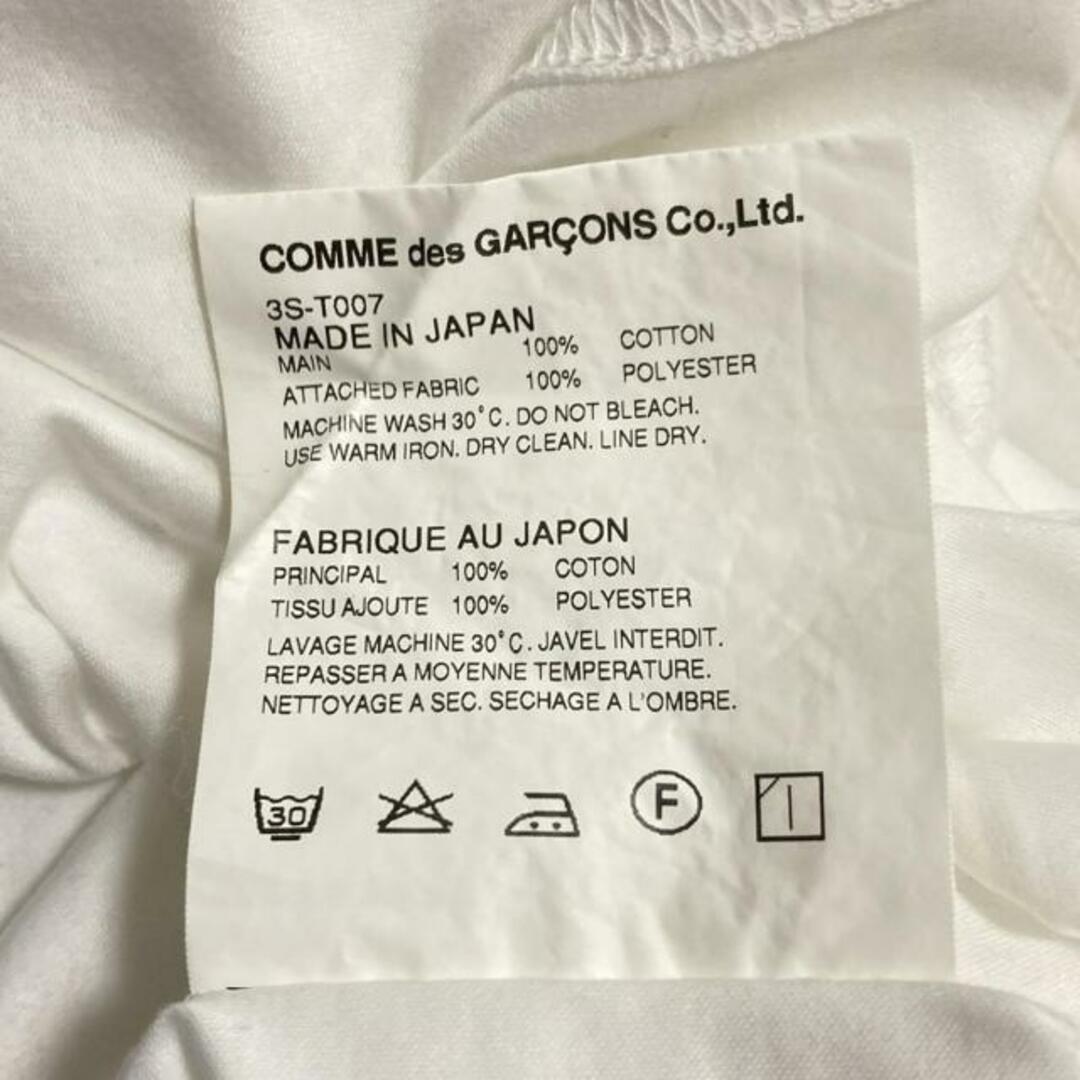 COMME des GARÇONS Co.,Ltd.
3S-T007
MADE IN JAPAN
MAIN 100% COTTON
ATTACHED FABRIC 100% POLYESTER
MACHINE WASH 30°C. DO NOT BLEACH.
USE WARM IRON. DRY CLEAN. LINE DRY.
FABRIQUE AU JAPON
PRINCIPAL 100% COTON
TISSU AJOUTE 100% POLYESTER
LAVAGE MACHINE 30°C. JAVEL INTERDIT.
REPASSER A MOYENNE TEMPERATURE.
NETTOYAGE A SEC. SECHAGE A L'OMBRE.
30 F